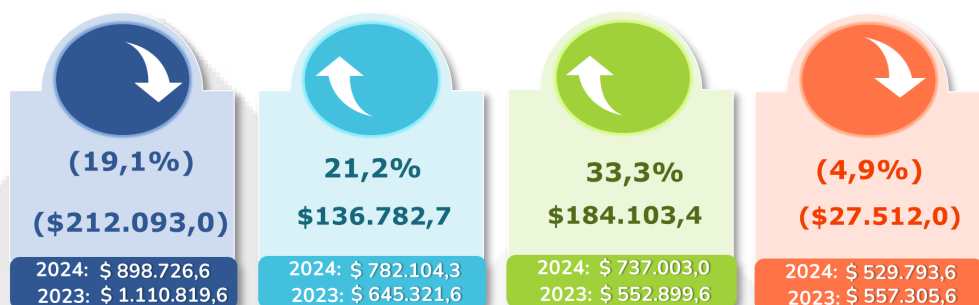 (19,1%)
($212.093,0)
2024: $ 898.726,6
2023: $ 1.110.819,6
21,2%
$136.782,7
2024: $ 782.104,3
2023: $ 645.321,6
33,3%
$184.103,4
2024: $ 737.003,0
2023: $ 552.899,6
(4,9%)
($27.512,0)
2024: $ 529.793,6
2023: $ 557.305,6